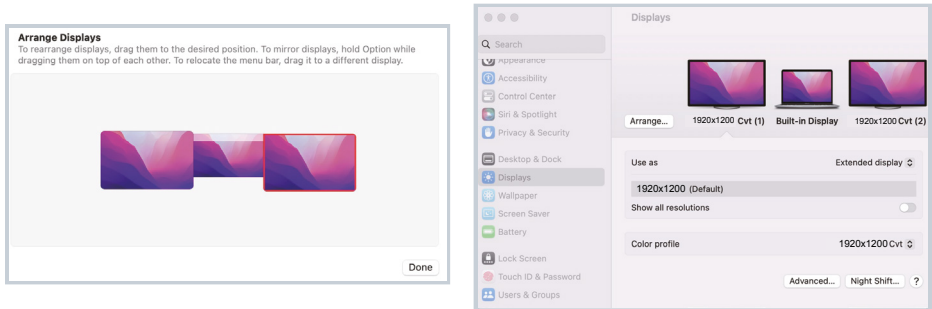 Arrange Displays
To rearrange displays, drag them to the desired position. To mirror displays, hold Option while
dragging them on top of each other. To relocate the menu bar, drag it to a different display.
Done
Displays
Search
Appearance
Accessibility
Control Center
Siri & Spotlight
Privacy & Security
Desktop & Dock
Displays
Wallpaper
Screen Saver
Battery
Lock Screen
Touch ID & Password
Users & Groups
Arrange...
1920x1200 Cvt (1)
Built-in Display
1920x1200 Cvt (2)
Use as
Extended display
1920x1200 (Default)
Show all resolutions
Color profile
1920x1200 Cvt
Advanced...
Night Shift...
?